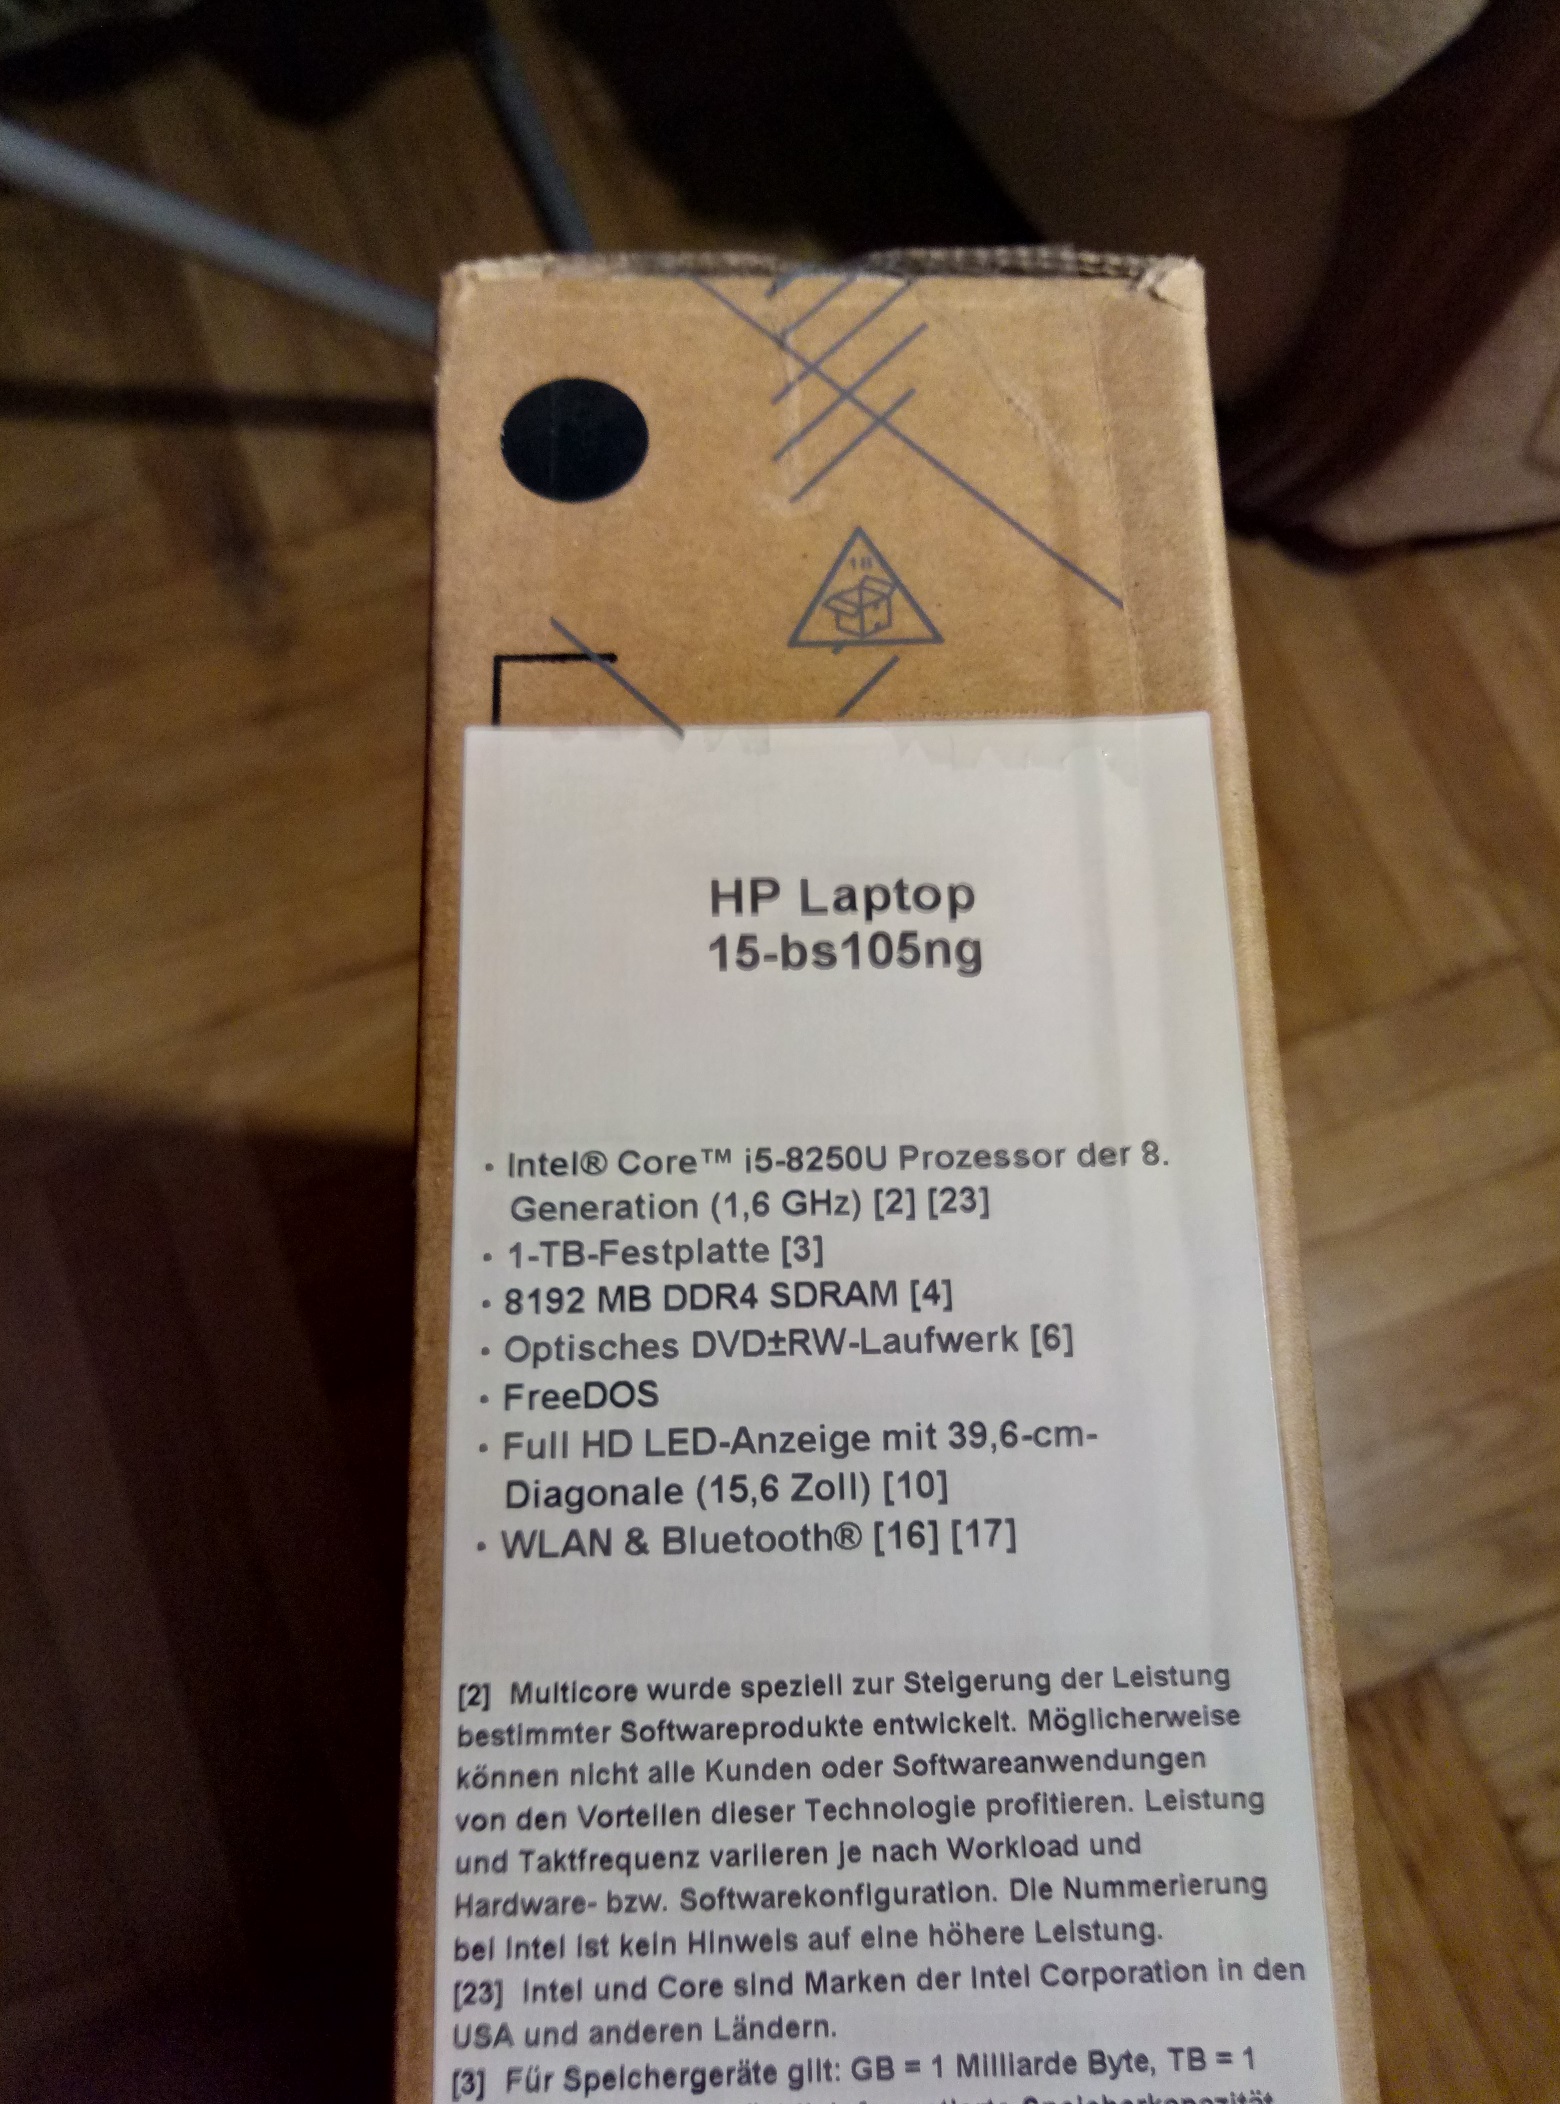 HP Laptop
15-bs105ng
• Intel® Core™ i5-8250U Prozessor der 8.
Generation (1,6 GHz) [2] [23]
• 1-TB-Festplatte [3]
• 8192 MB DDR4 SDRAM [4]
• Optisches DVD±RW-Laufwerk [6]
• FreeDOS
• Full HD LED-Anzeige mit 39,6-cm-
Diagonale (15,6 Zoll) [10]
• WLAN & Bluetooth® [16] [17]
[2] Multicore wurde speziell zur Steigerung der Leistung
bestimmter Softwareprodukte entwickelt. Möglicherweise
können nicht alle Kunden oder Softwareanwendungen
von den Vorteilen dieser Technologie profitieren. Leistung
und Taktfrequenz variieren je nach Workload und
Hardware- bzw. Softwarekonfiguration. Die Nummerierung
bei Intel ist kein Hinweis auf eine höhere Leistung.
[23] Intel und Core sind Marken der Intel Corporation in den
USA und anderen Ländern.
[3] Für Speichergeräte gilt: GB = 1 Milliarde Byte, TB = 1
Speicherkapazität